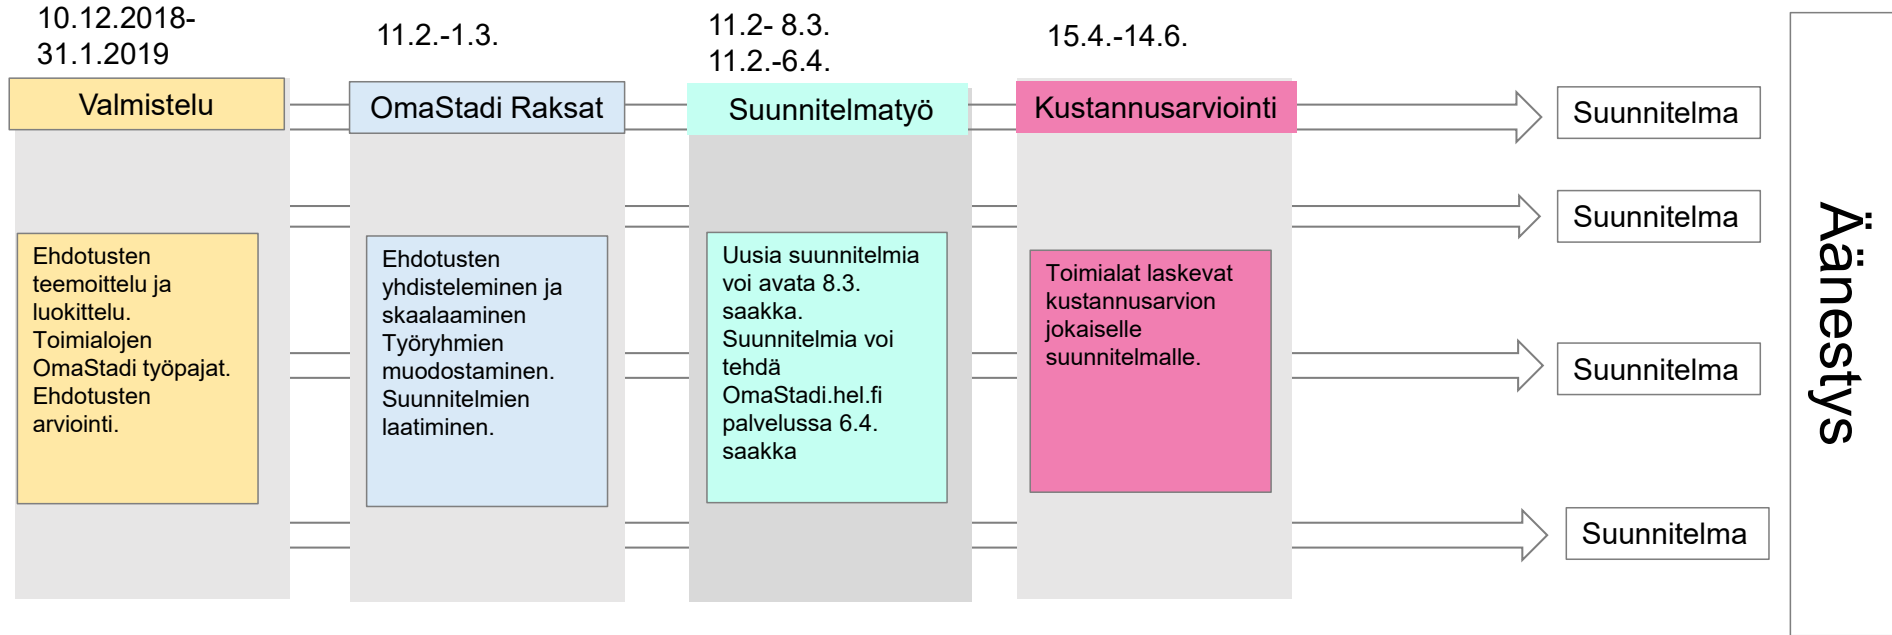 10.12.2018-
31.1.2019
11.2.-1.3.
11.2- 8.3.
11.2.-6.4.
15.4.-14.6.
Valmistelu
OmaStadi Raksat
Suunnitelmatyö
Kustannusarviointi
Ehdotusten
teemoittelu ja
luokittelu.
Toimialojen
OmaStadi työpajat.
Ehdotusten
arviointi.
Ehdotusten
yhdisteleminen ja
skaalaaminen
Työryhmien
muodostaminen.
Suunnitelmien
laatiminen.
Uusia suunnitelmia
voi avata 8.3.
saakka.
Suunnitelmia voi
tehdä
OmaStadi.hel.fi
palvelussa 6.4.
saakka
Toimialat laskevat
kustannusarvion
jokaiselle
suunnitelmalle.
Suunnitelma
Suunnitelma
Suunnitelma
Suunnitelma
Äänestys